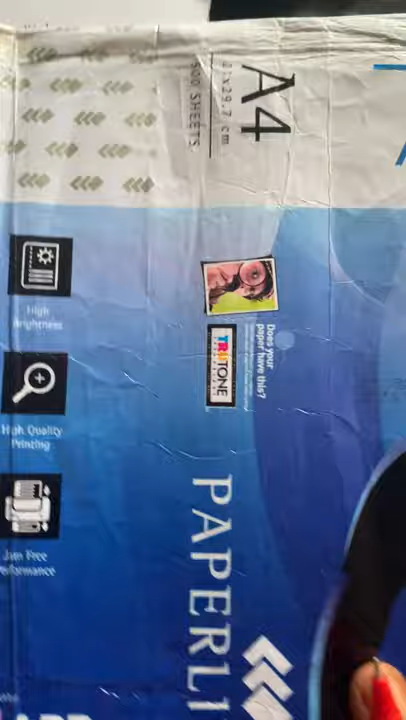 A4
21x29.7 cm
500 SHEETS
Does your
paper have this?
TRITONE
PAPERLI
High
Brightness
High Quality
Printing
Jam Free